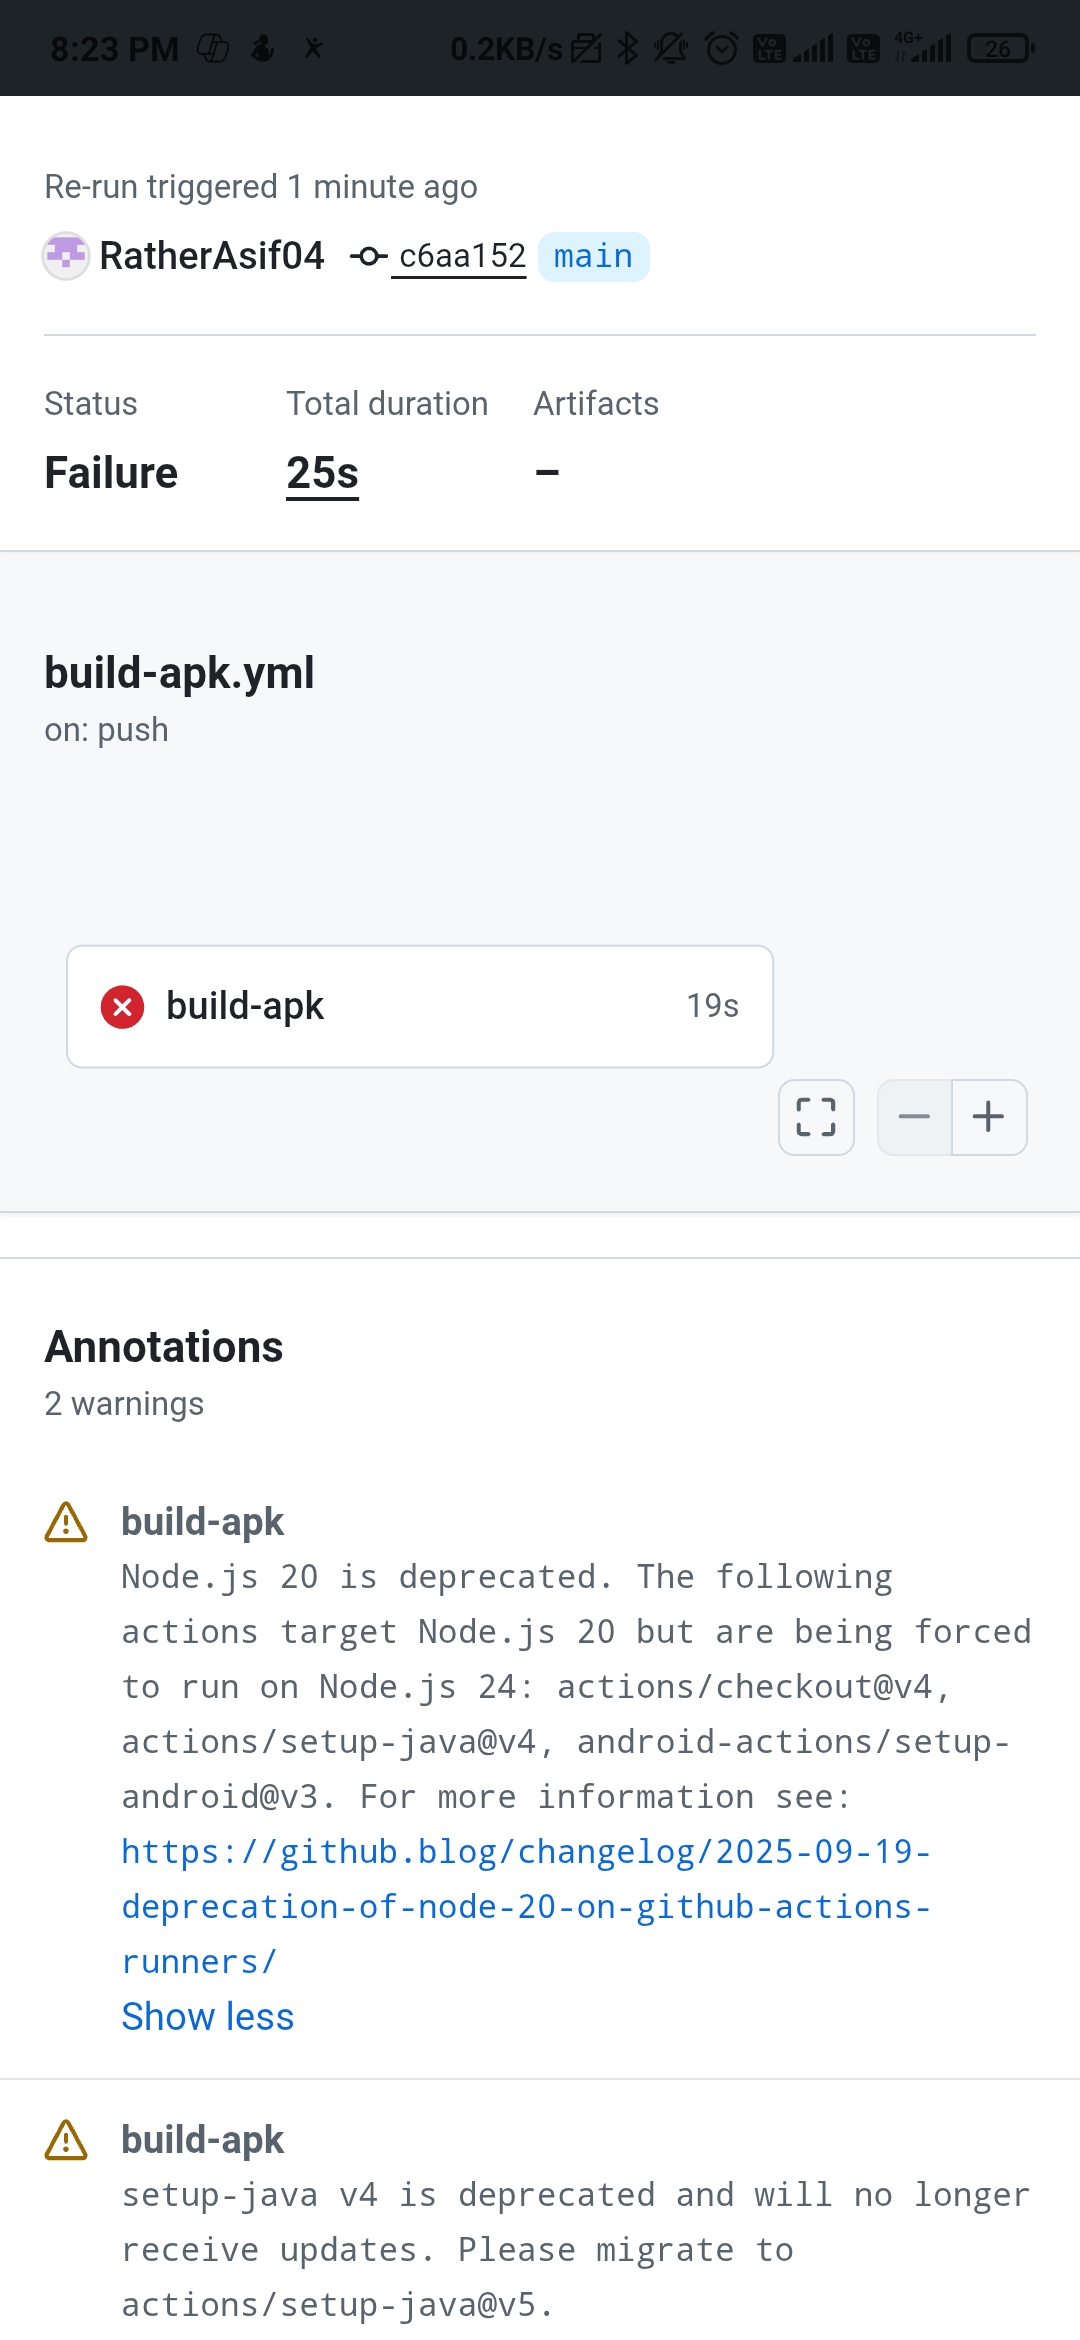 8:23 PM 0.2KB/s Vo LTE Vo LTE 4G+ 26
Re-run triggered 1 minute ago
RatherAsif04 c6aa152 main
Status Total duration Artifacts
Failure 25s –
build-apk.yml
on: push
build-apk 19s
Annotations
2 warnings
build-apk
Node.js 20 is deprecated. The following
actions target Node.js 20 but are being forced
to run on Node.js 24: actions/checkout@v4,
actions/setup-java@v4, android-actions/setup-
android@v3. For more information see:
https://github.blog/changelog/2025-09-19-
deprecation-of-node-20-on-github-actions-
runners/
Show less
build-apk
setup-java v4 is deprecated and will no longer
receive updates. Please migrate to
actions/setup-java@v5.